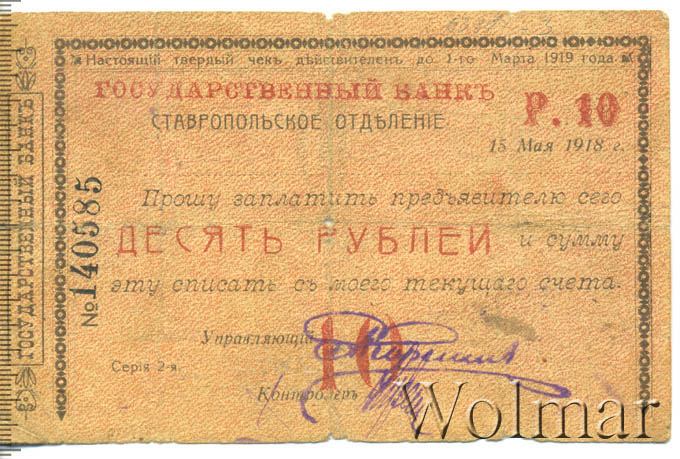 Настоящій твердый чекъ дѣйствителенъ до 1-го Марта 1919 года.
ГОСУДАРСТВЕННЫЙ БАНКЪ
СТАВРОПОЛЬСКОЕ ОТДѢЛЕНІЕ
Р. 10
15 Мая 1918 г.
Прошу заплатить предъявителю сего
ДЕСЯТЬ РУБЛЕЙ и сумму
эту списать съ моего текущаго счета.
Управляющій
10
Серія 2-я.
Контролеръ
№140585
ГОСУДАРСТВЕННЫЙ БАНКЪ
Wolmar